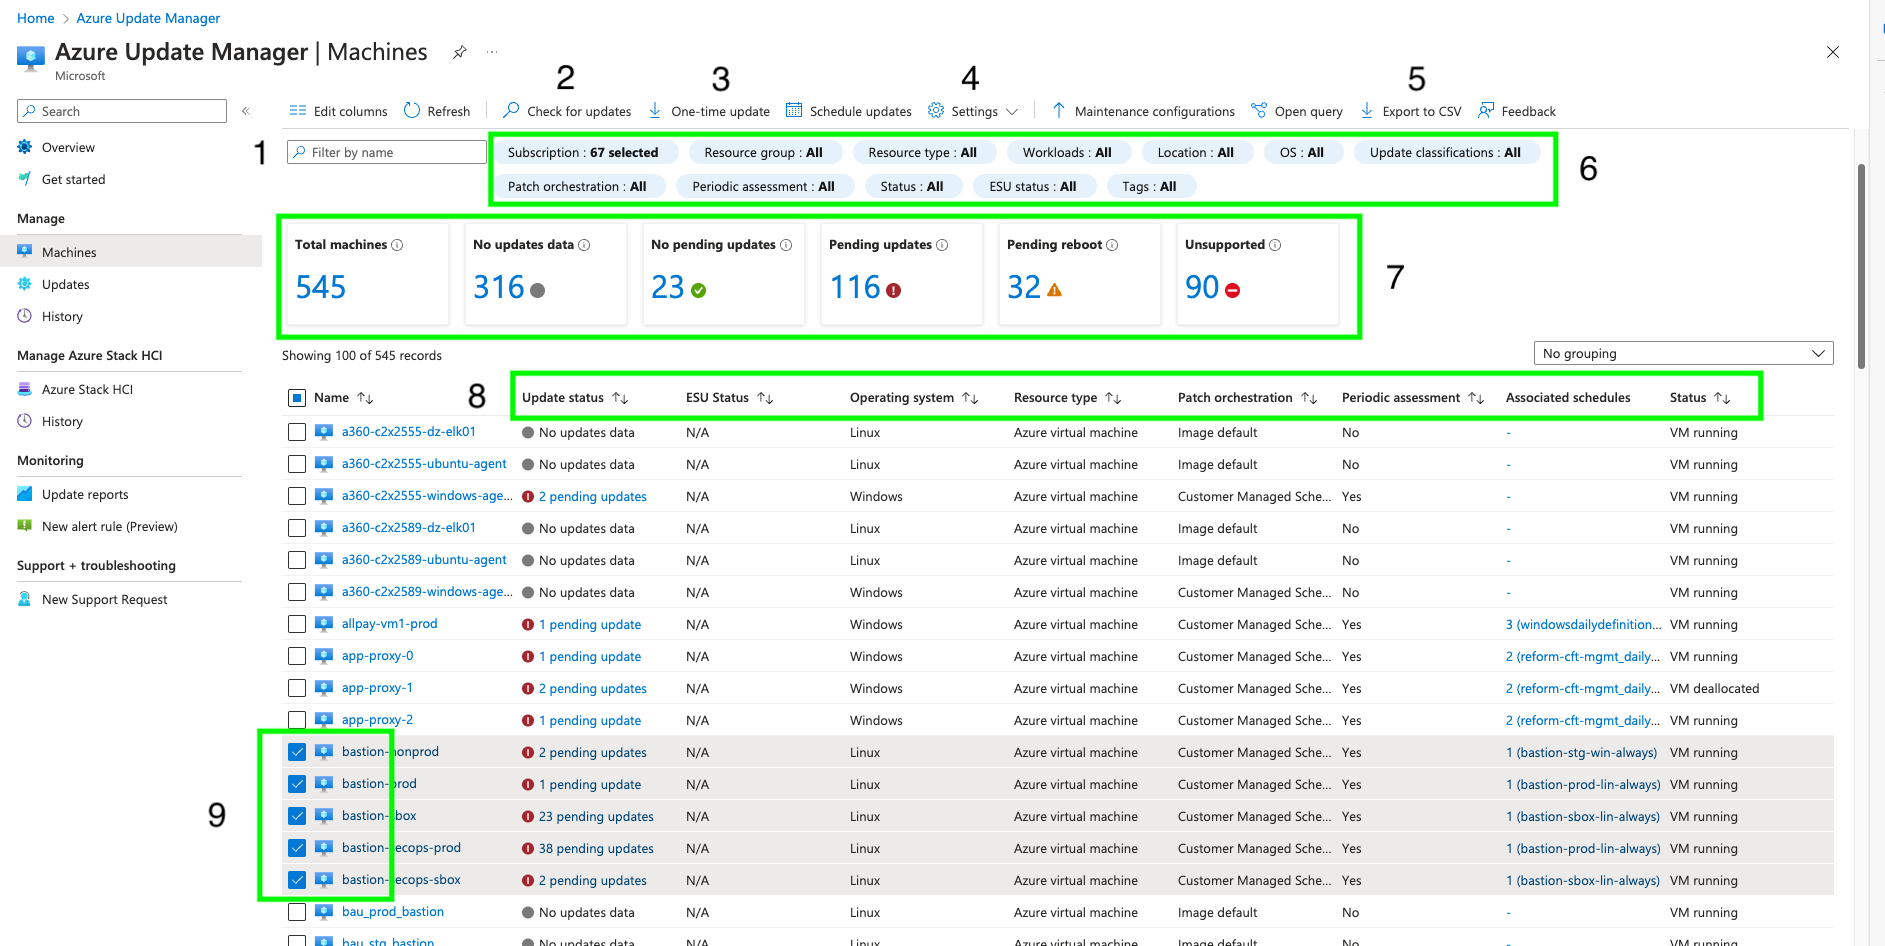 Home > Azure Update Manager
Azure Update Manager | Machines ...
Microsoft
2 3 4 5
Search «
Edit columns Refresh Check for updates One-time update Schedule updates Settings Maintenance configurations Open query Export to CSV Feedback
1
Filter by name
Subscription : 67 selected Resource group : All Resource type : All Workloads : All Location : All OS : All Update classifications : All
Patch orchestration : All Periodic assessment : All Status : All ESU status : All Tags : All
6
Overview
Get started
Manage
Machines
Updates
History
Manage Azure Stack HCI
Azure Stack HCI
History
Monitoring
Update reports
New alert rule (Preview)
Support + troubleshooting
New Support Request
Total machines No updates data No pending updates Pending updates Pending reboot Unsupported
545 316 23 116 32 90
7
Showing 100 of 545 records
No grouping
8
Name Update status ESU Status Operating system Resource type Patch orchestration Periodic assessment Associated schedules Status
a360-c2x2555-dz-elk01 No updates data N/A Linux Azure virtual machine Image default No - VM running
a360-c2x2555-ubuntu-agent No updates data N/A Linux Azure virtual machine Image default No - VM running
a360-c2x2555-windows-age... 2 pending updates N/A Windows Azure virtual machine Customer Managed Sche... Yes - VM running
a360-c2x2589-dz-elk01 No updates data N/A Linux Azure virtual machine Image default No - VM running
a360-c2x2589-ubuntu-agent No updates data N/A Linux Azure virtual machine Image default No - VM running
a360-c2x2589-windows-age... No updates data N/A Windows Azure virtual machine Customer Managed Sche... No - VM running
allpay-vm1-prod 1 pending update N/A Windows Azure virtual machine Customer Managed Sche... Yes 3 (windowsdailydefinition... VM running
app-proxy-0 1 pending update N/A Windows Azure virtual machine Customer Managed Sche... Yes 2 (reform-cft-mgmt_daily... VM running
app-proxy-1 2 pending updates N/A Windows Azure virtual machine Customer Managed Sche... Yes 2 (reform-cft-mgmt_daily... VM deallocated
app-proxy-2 1 pending update N/A Windows Azure virtual machine Customer Managed Sche... Yes 2 (reform-cft-mgmt_daily... VM running
bastion-nonprod 2 pending updates N/A Linux Azure virtual machine Customer Managed Sche... Yes 1 (bastion-stg-win-always) VM running
bastion-prod 1 pending update N/A Linux Azure virtual machine Customer Managed Sche... Yes 1 (bastion-prod-lin-always) VM running
9
bastion-sbox 23 pending updates N/A Linux Azure virtual machine Customer Managed Sche... Yes 1 (bastion-sbox-lin-always) VM running
bastion-secops-prod 38 pending updates N/A Linux Azure virtual machine Customer Managed Sche... Yes 1 (bastion-prod-lin-always) VM running
bastion-secops-sbox 2 pending updates N/A Linux Azure virtual machine Customer Managed Sche... Yes 1 (bastion-sbox-lin-always) VM running
bau_prod_bastion No updates data N/A Linux Azure virtual machine Image default No - VM running
bau_stg_bastion No updates data N/A Linux Azure virtual machine Image default No - VM running